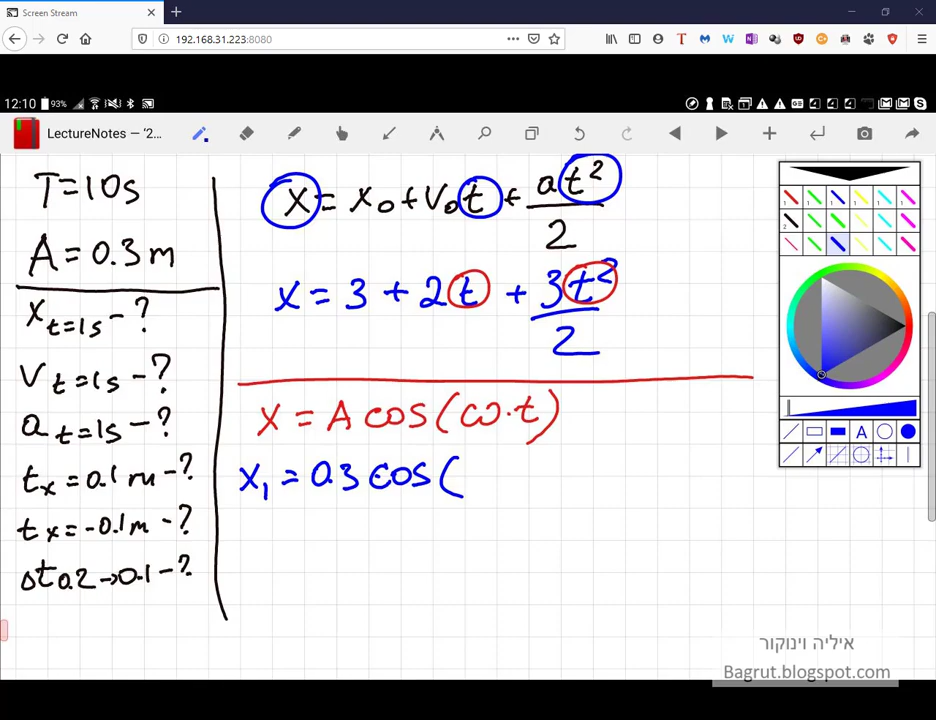 Screen Stream
192.168.31.223:8080
12:10 93%
LectureNotes – ‘2...
T=10s
A=0.3m
x t=1s -?
v t=1s -?
a t=1s -?
t x=0.1m -?
t x=-0.1m -?
Δt 0.2→0.1 -?
x = x₀ + v₀t + at²/2
x = 3 + 2t + 3t²/2
x = A cos(ω·t)
x₁ = 0.3 cos(
איליה וינוקור
Bagrut.blogspot.com/